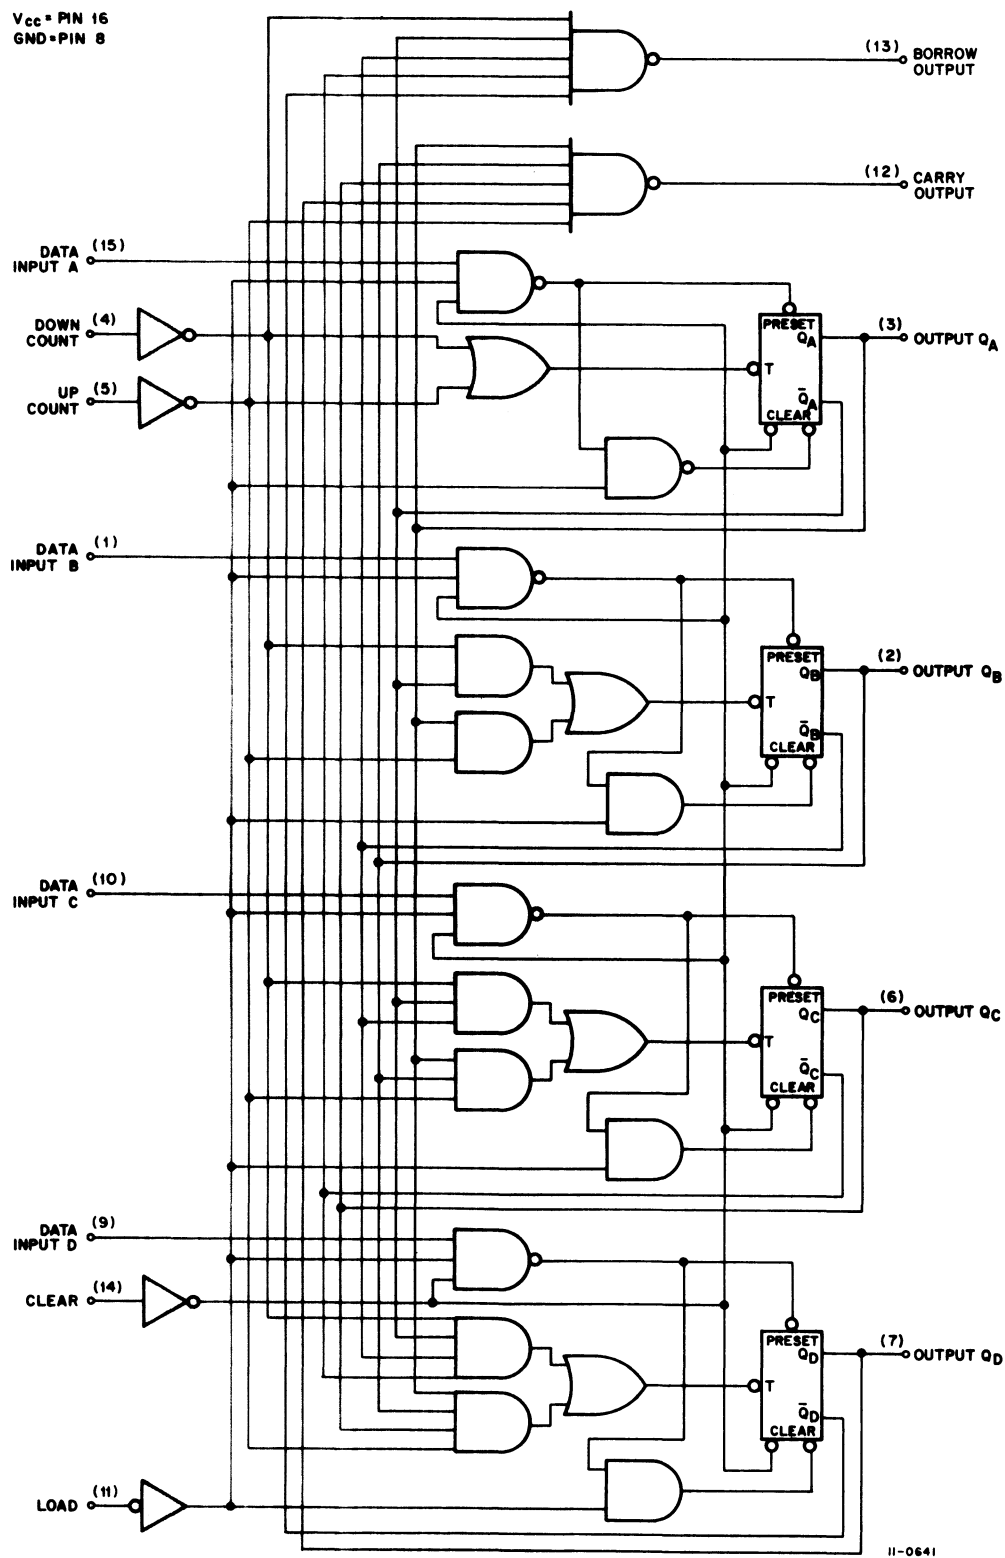 VCC = PIN 16
GND = PIN 8
(13) BORROW
OUTPUT
(12) CARRY
OUTPUT
DATA (15)
INPUT A
DOWN (4)
COUNT
UP (5)
COUNT
PRESET
QA
T
Q̄A
CLEAR
(3) OUTPUT QA
DATA (1)
INPUT B
PRESET
QB
T
Q̄B
CLEAR
(2) OUTPUT QB
DATA (10)
INPUT C
PRESET
QC
T
Q̄C
CLEAR
(6) OUTPUT QC
DATA (9)
INPUT D
CLEAR (14)
PRESET
QD
T
Q̄D
CLEAR
(7) OUTPUT QD
LOAD (11)
11-0641